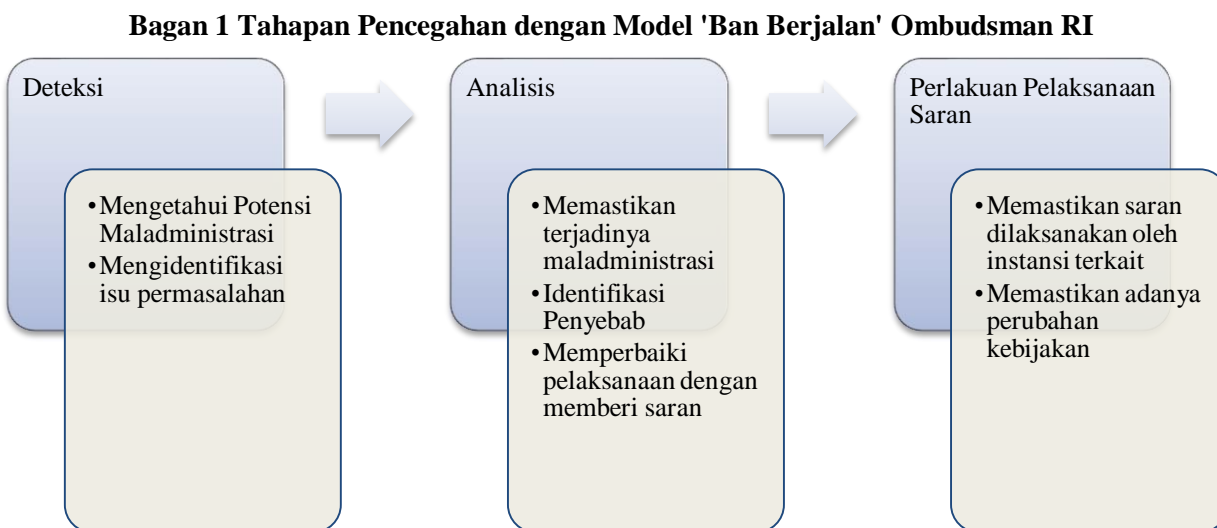 Bagan 1 Tahapan Pencegahan dengan Model 'Ban Berjalan' Ombudsman RI
Deteksi
•Mengetahui Potensi
Maladministrasi
•Mengidentifikasi
isu permasalahan
Analisis
•Memastikan
terjadinya
maladministrasi
•Identifikasi
Penyebab
•Memperbaiki
pelaksanaan dengan
memberi saran
Perlakuan Pelaksanaan
Saran
•Memastikan saran
dilaksanakan oleh
instansi terkait
•Memastikan adanya
perubahan
kebijakan